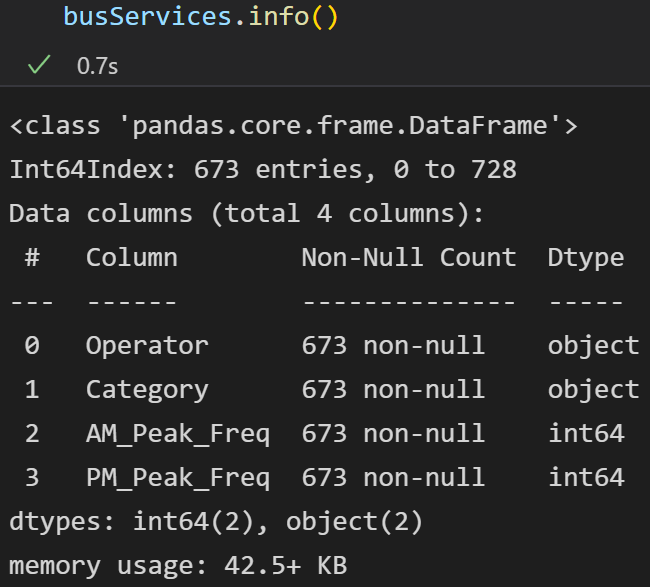 busServices.info()
0.7s
<class 'pandas.core.frame.DataFrame'>
Int64Index: 673 entries, 0 to 728
Data columns (total 4 columns):
 #   Column        Non-Null Count  Dtype
---  ------        --------------  -----
 0   Operator      673 non-null    object
 1   Category      673 non-null    object
 2   AM_Peak_Freq  673 non-null    int64
 3   PM_Peak_Freq  673 non-null    int64
dtypes: int64(2), object(2)
memory usage: 42.5+ KB